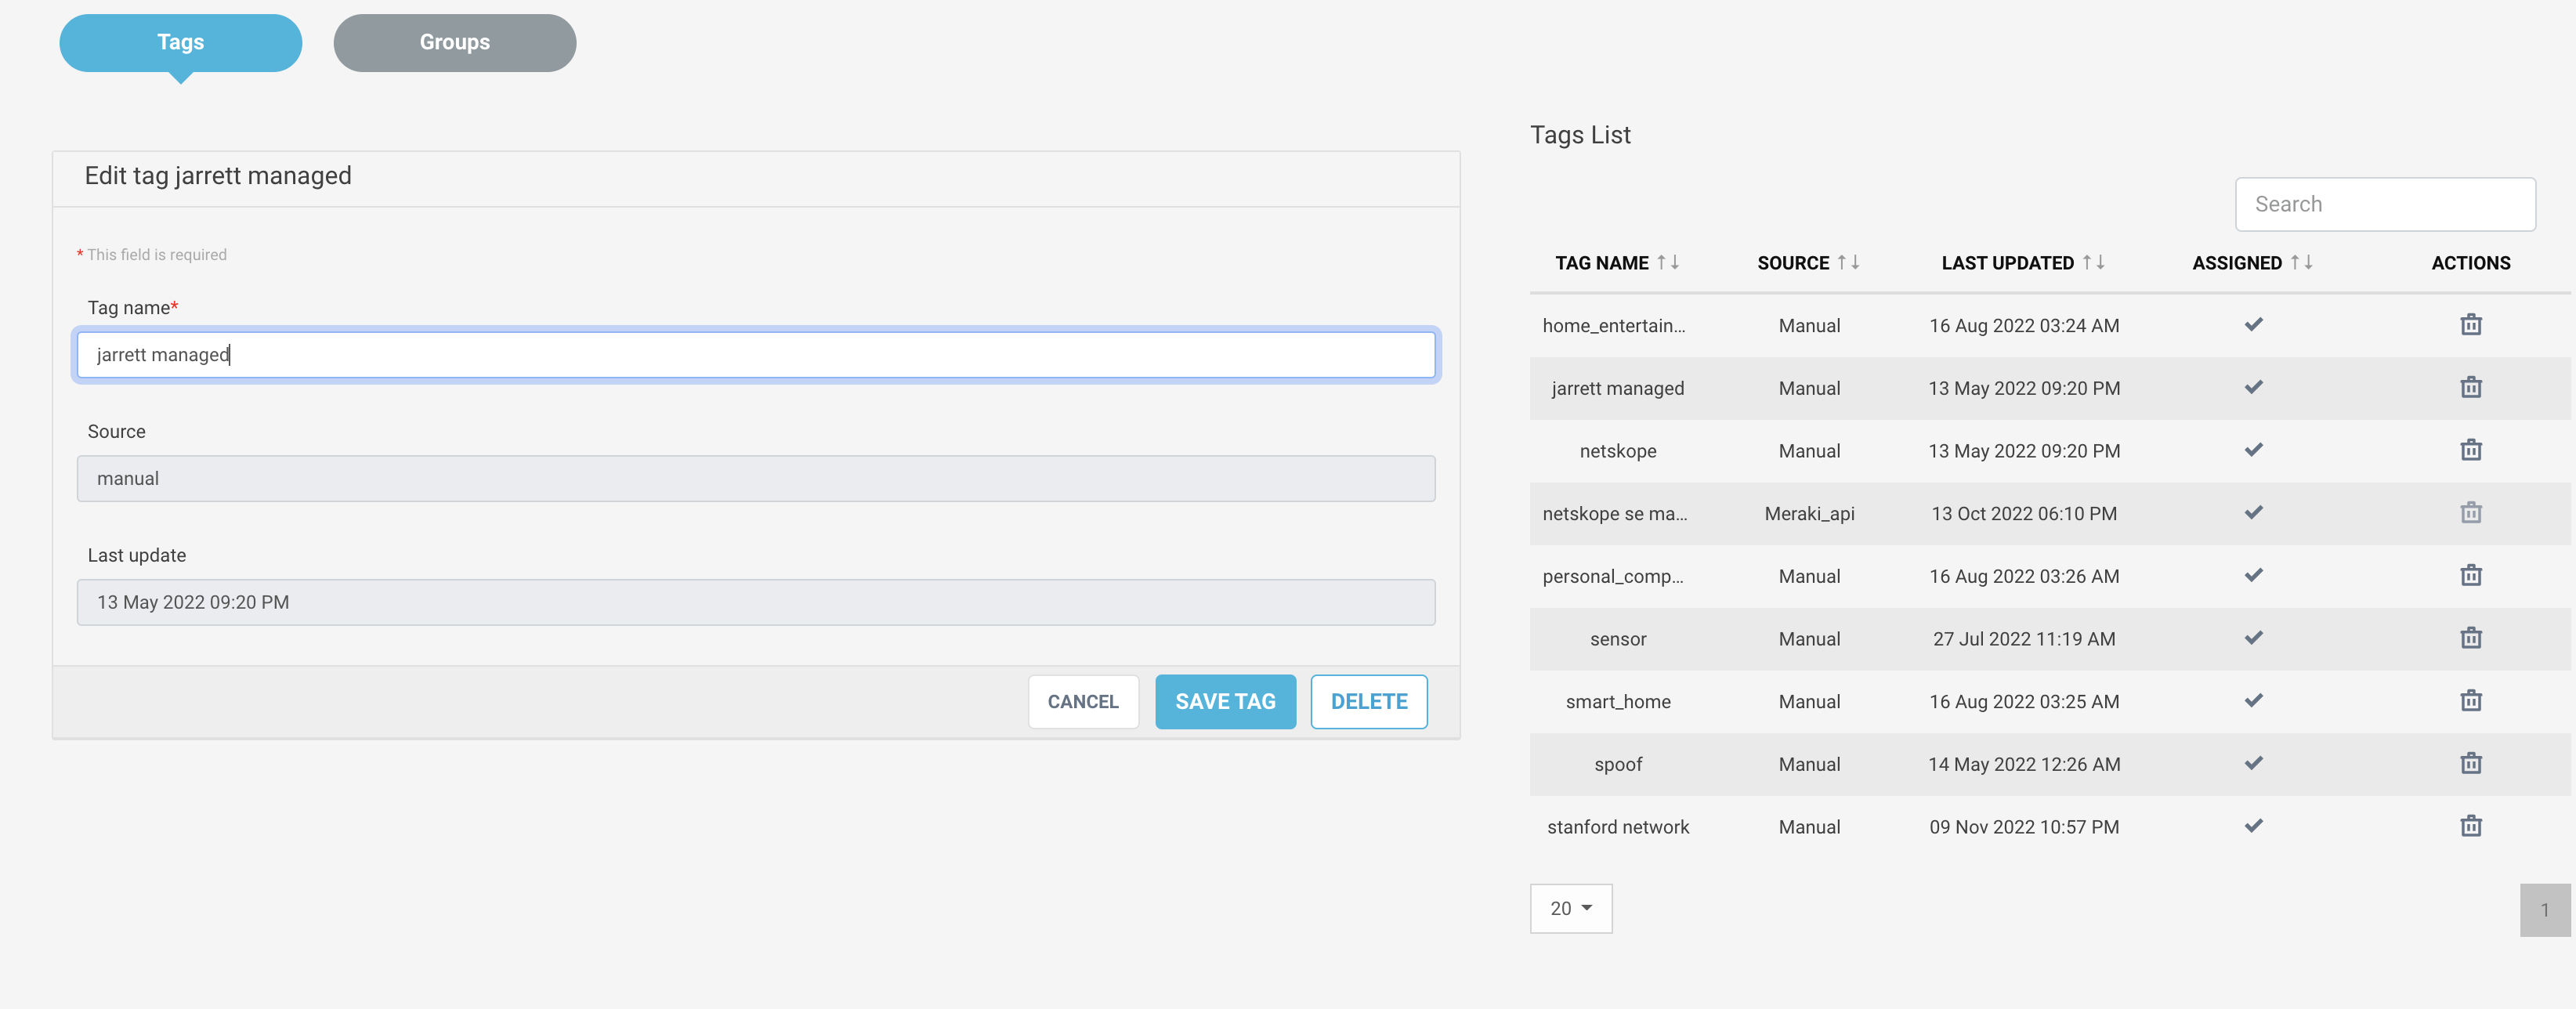 Tags
Groups
Edit tag jarrett managed
* This field is required
Tag name*
jarrett managed
Source
manual
Last update
13 May 2022 09:20 PM
CANCEL SAVE TAG DELETE
Tags List
Search
TAG NAME SOURCE LAST UPDATED ASSIGNED ACTIONS
home_entertain... Manual 16 Aug 2022 03:24 AM
jarrett managed Manual 13 May 2022 09:20 PM
netskope Manual 13 May 2022 09:20 PM
netskope se ma... Meraki_api 13 Oct 2022 06:10 PM
personal_comp... Manual 16 Aug 2022 03:26 AM
sensor Manual 27 Jul 2022 11:19 AM
smart_home Manual 16 Aug 2022 03:25 AM
spoof Manual 14 May 2022 12:26 AM
stanford network Manual 09 Nov 2022 10:57 PM
20
1